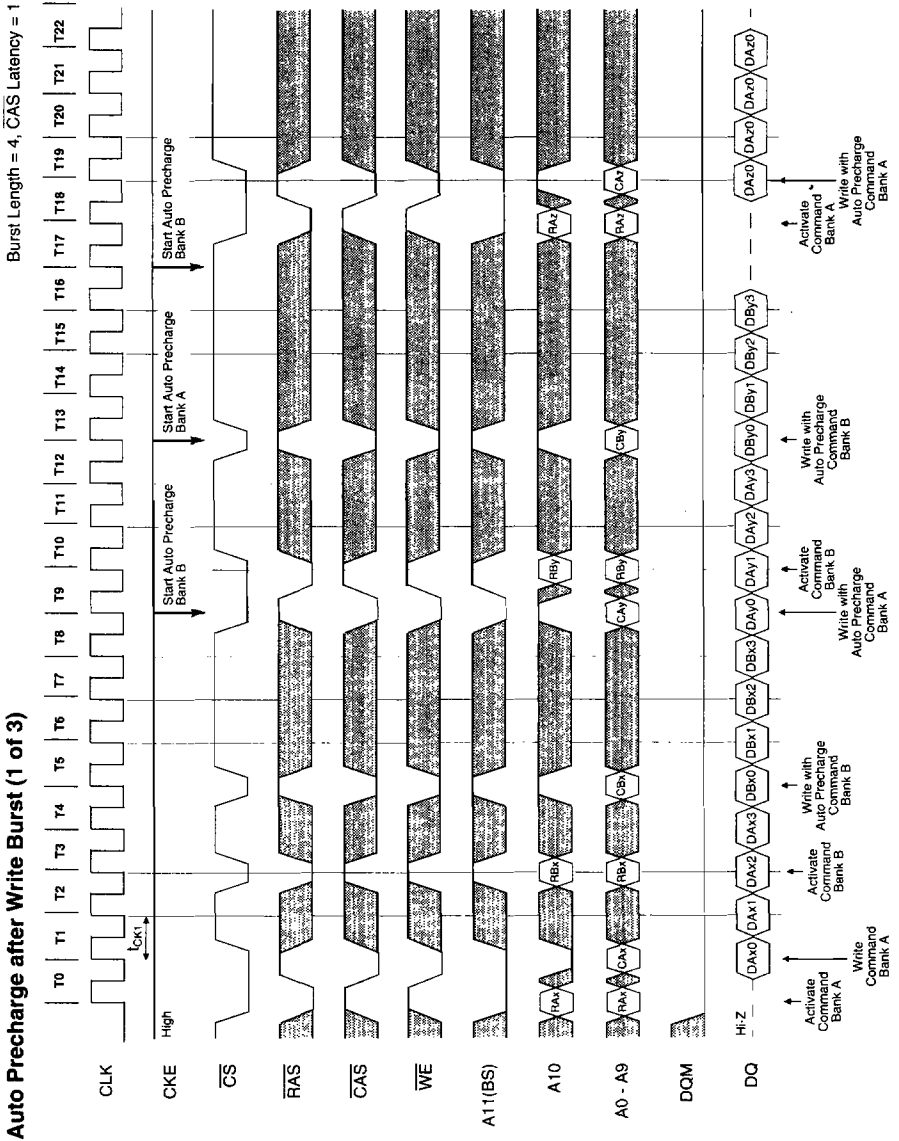 Auto Precharge after Write Burst (1 of 3)
Burst Length = 4, CAS Latency = 1
T0 T1 T2 T3 T4 T5 T6 T7 T8 T9 T10 T11 T12 T13 T14 T15 T16 T17 T18 T19 T20 T21 T22
CLK
tCK1
CKE
High
Start Auto Precharge
Bank B
Start Auto Precharge
Bank A
Start Auto Precharge
Bank B
CS
RAS
CAS
WE
A11(BS)
A10
RAx RBx RBy RAz
A0 - A9
RAx CAx RBx CBx CAy RBy CBy RAz CAz
DQM
DQ
Hi-Z
DAx0 DAx1 DAx2 DAx3 DBx0 DBx1 DBx2 DBx3 DAy0 DAy1 DAy2 DAy3 DBy0 DBy1 DBy2 DBy3 DAz0 DAz0 DAz0 DAz0
Activate
Command
Bank A
Write
Command
Bank A
Activate
Command
Bank B
Write with
Auto Precharge
Command
Bank B
Write with
Auto Precharge
Command
Bank A
Activate
Command
Bank B
Write with
Auto Precharge
Command
Bank B
Activate
Command
Bank A
Write with
Auto Precharge
Command
Bank A